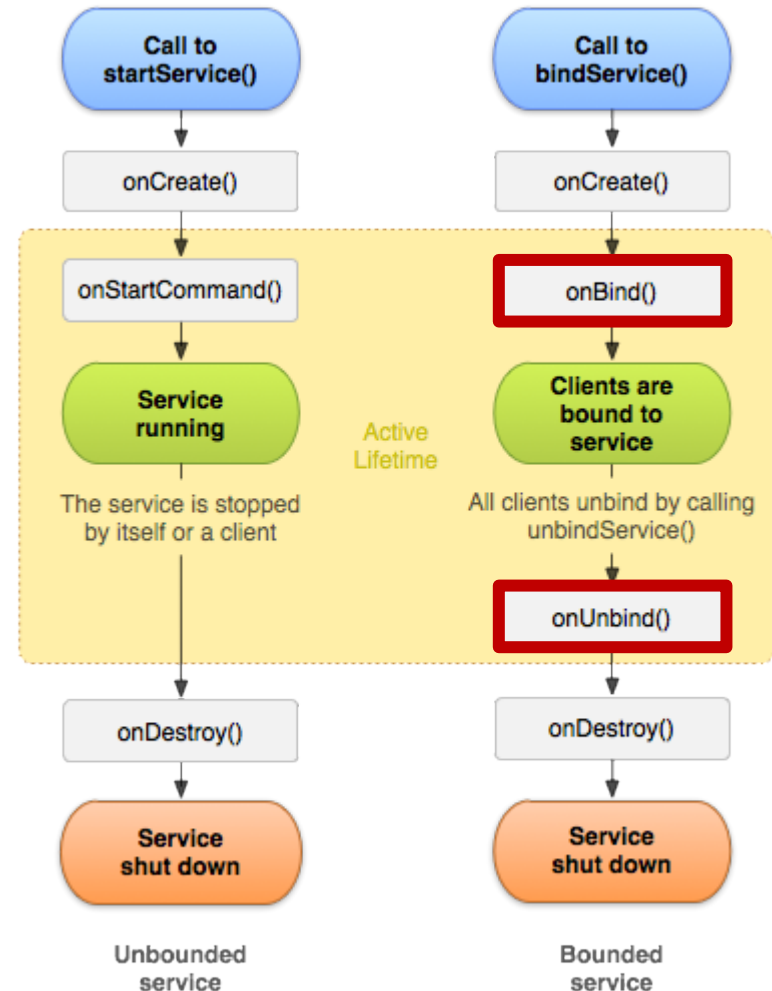 Call to
startService()
onCreate()
onStartCommand()
Service
running
The service is stopped
by itself or a client
onDestroy()
Service
shut down
Unbounded
service
Active
Lifetime
Call to
bindService()
onCreate()
onBind()
Clients are
bound to
service
All clients unbind by calling
unbindService()
onUnbind()
onDestroy()
Service
shut down
Bounded
service